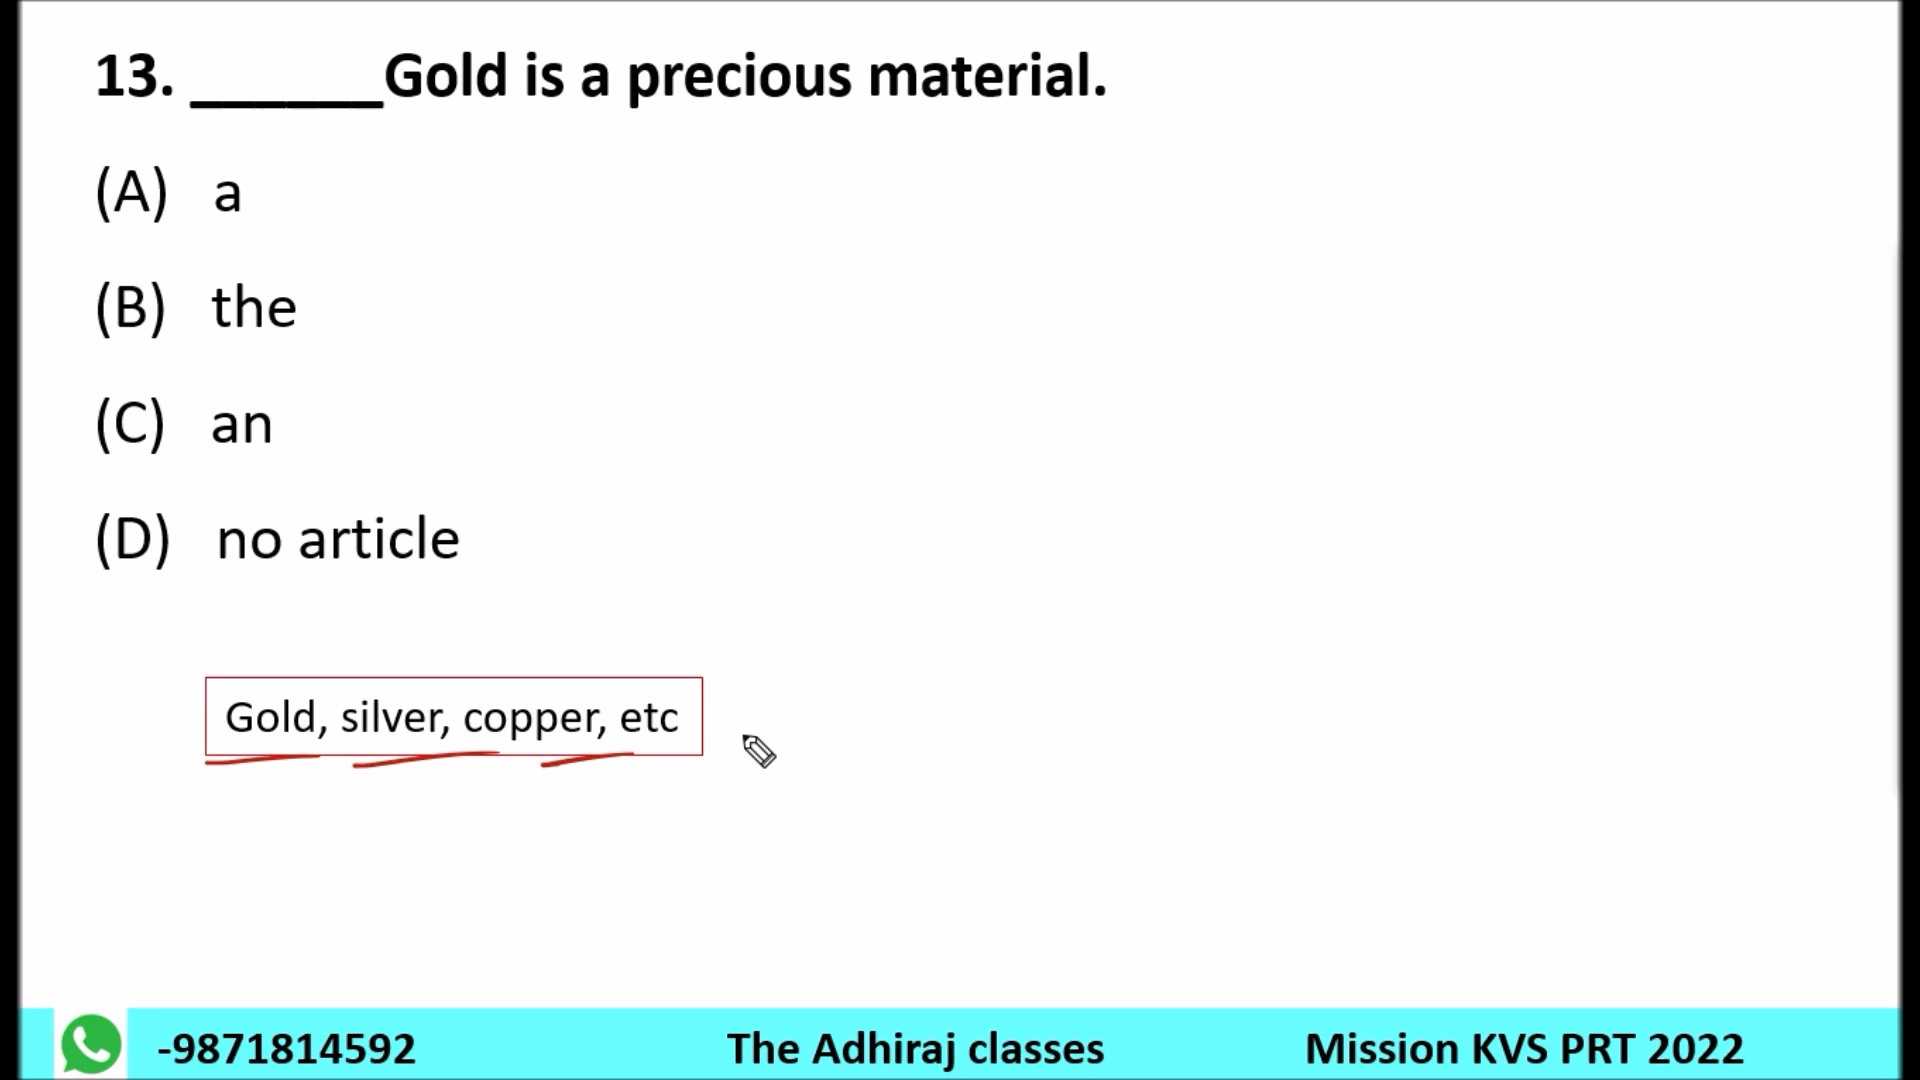 13. ______Gold is a precious material.
(A) a
(B) the
(C) an
(D) no article
Gold, silver, copper, etc
-9871814592 The Adhiraj classes Mission KVS PRT 2022